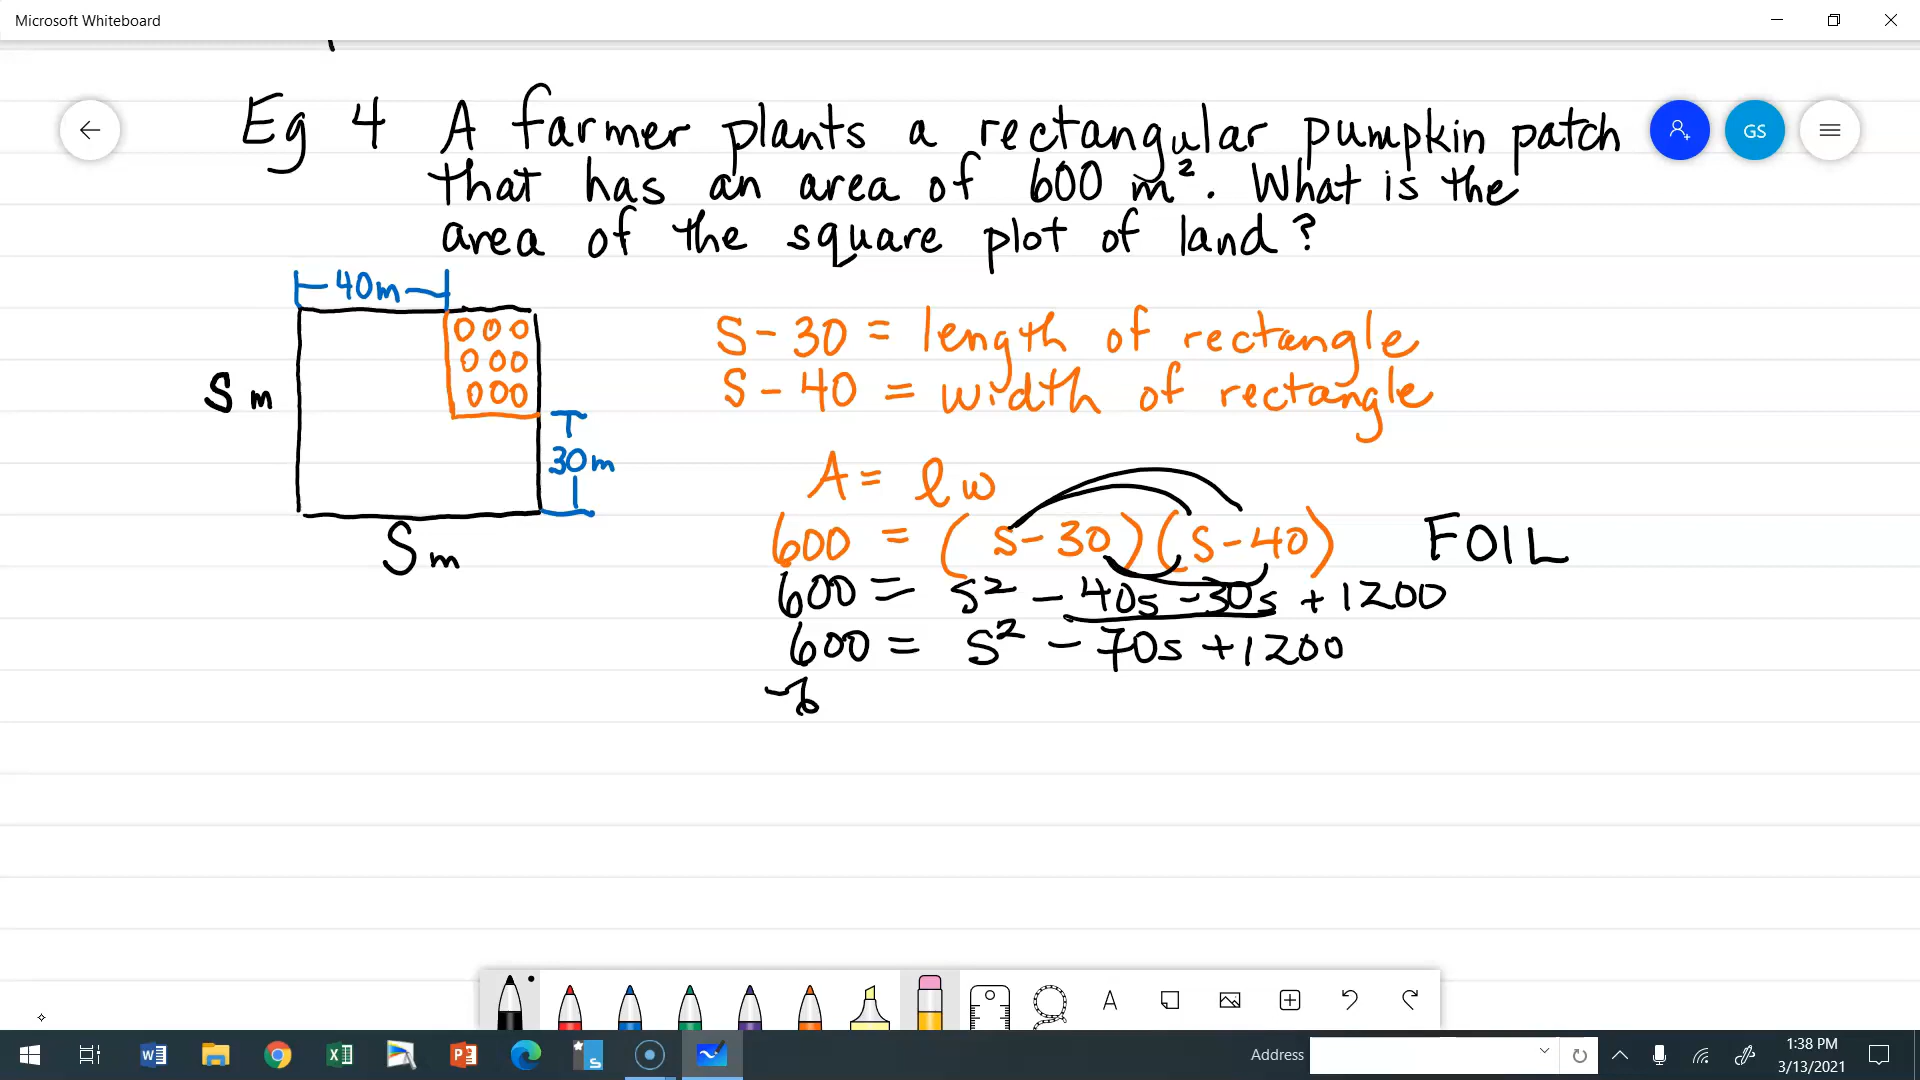 Microsoft Whiteboard
Eg 4 A farmer plants a rectangular pumpkin patch
that has an area of 600 m². What is the
area of the square plot of land?
GS
40m
S m
30m
S m
S - 30 = length of rectangle
S - 40 = width of rectangle
A = lw
600 = (s-30)(s-40) FOIL
600 = s² - 40s - 30s + 1200
600 = s² - 70s + 1200
-6
Address
1:38 PM
3/13/2021